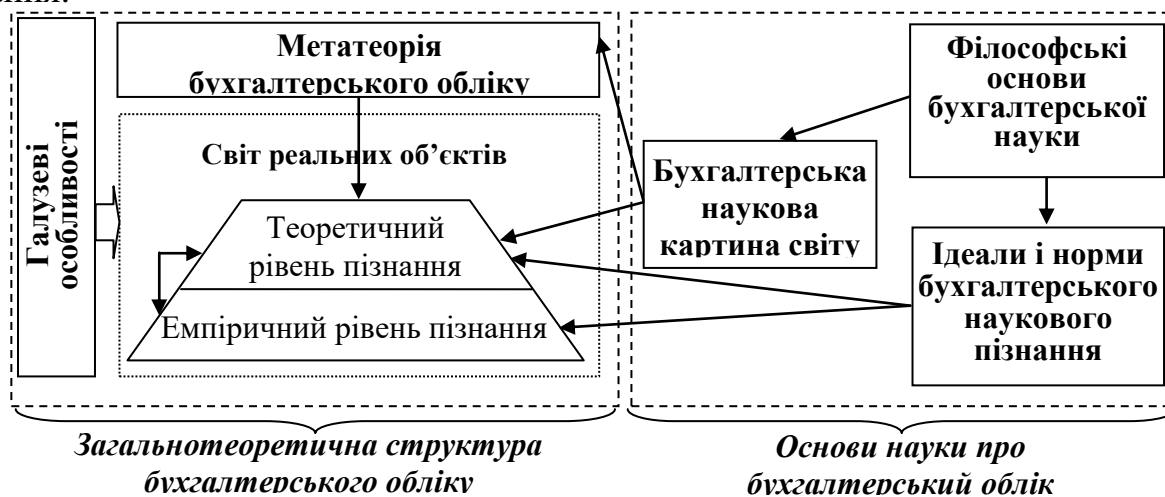 Метатеорія
бухгалтерського обліку
Галузеві
особливості
Світ реальних об’єктів
Теоретичний
рівень пізнання
Емпіричний рівень пізнання
Філософські
основи
бухгалтерської
науки
Бухгалтерська
наукова
картина світу
Ідеали і норми
бухгалтерського
наукового
пізнання
Загальнотеоретична структура
бухгалтерського обліку
Основи науки про
бухгалтерський облік